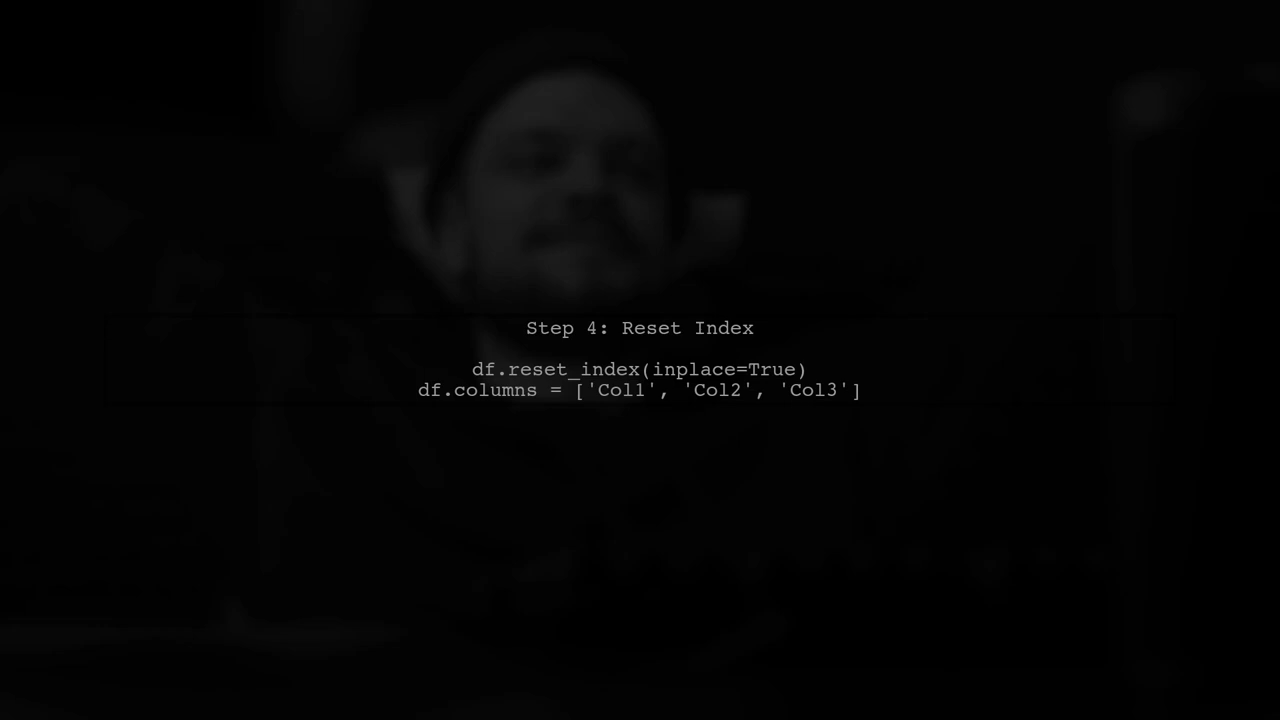 Step 4: Reset Index
df.reset_index(inplace=True)
df.columns = ['Col1', 'Col2', 'Col3']